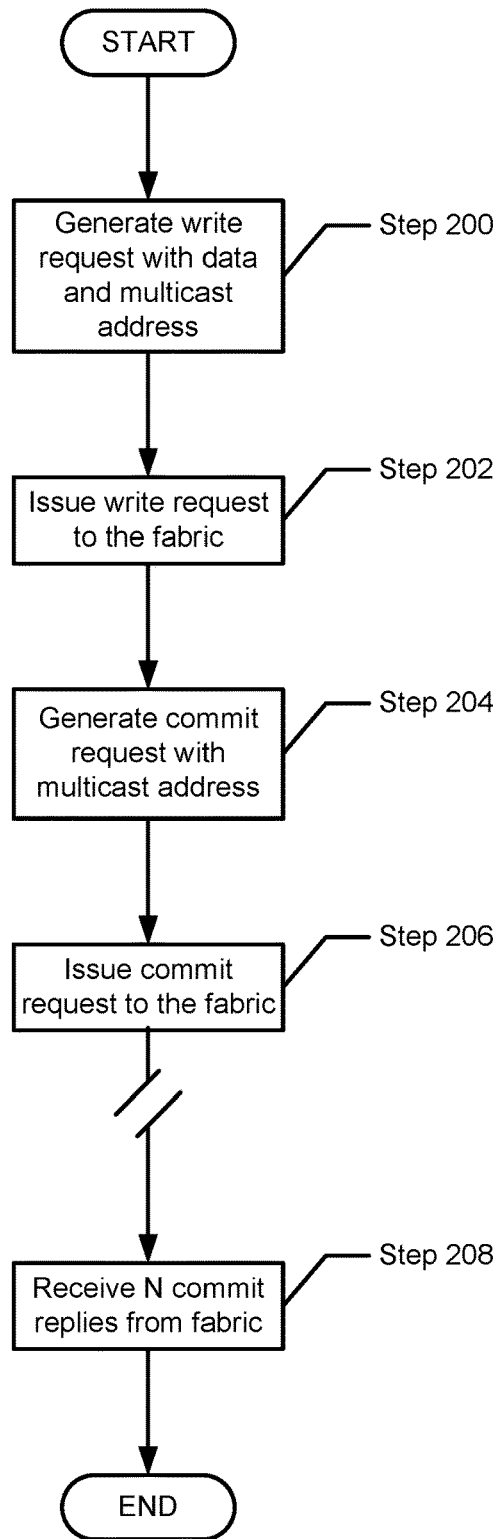 START
Generate write
request with data
and multicast
address
Step 200
Issue write request
to the fabric
Step 202
Generate commit
request with
multicast address
Step 204
Issue commit
request to the fabric
Step 206
Receive N commit
replies from fabric
Step 208
END